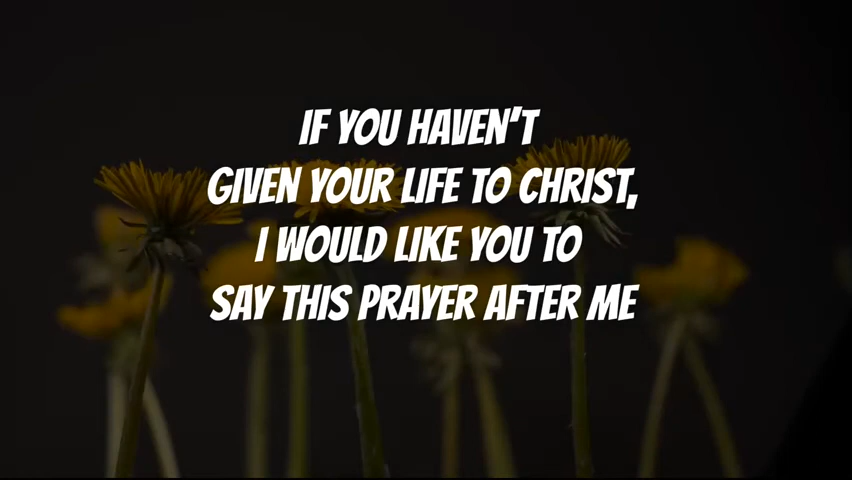 IF YOU HAVEN'T
GIVEN YOUR LIFE TO CHRIST,
I WOULD LIKE YOU TO
SAY THIS PRAYER AFTER ME